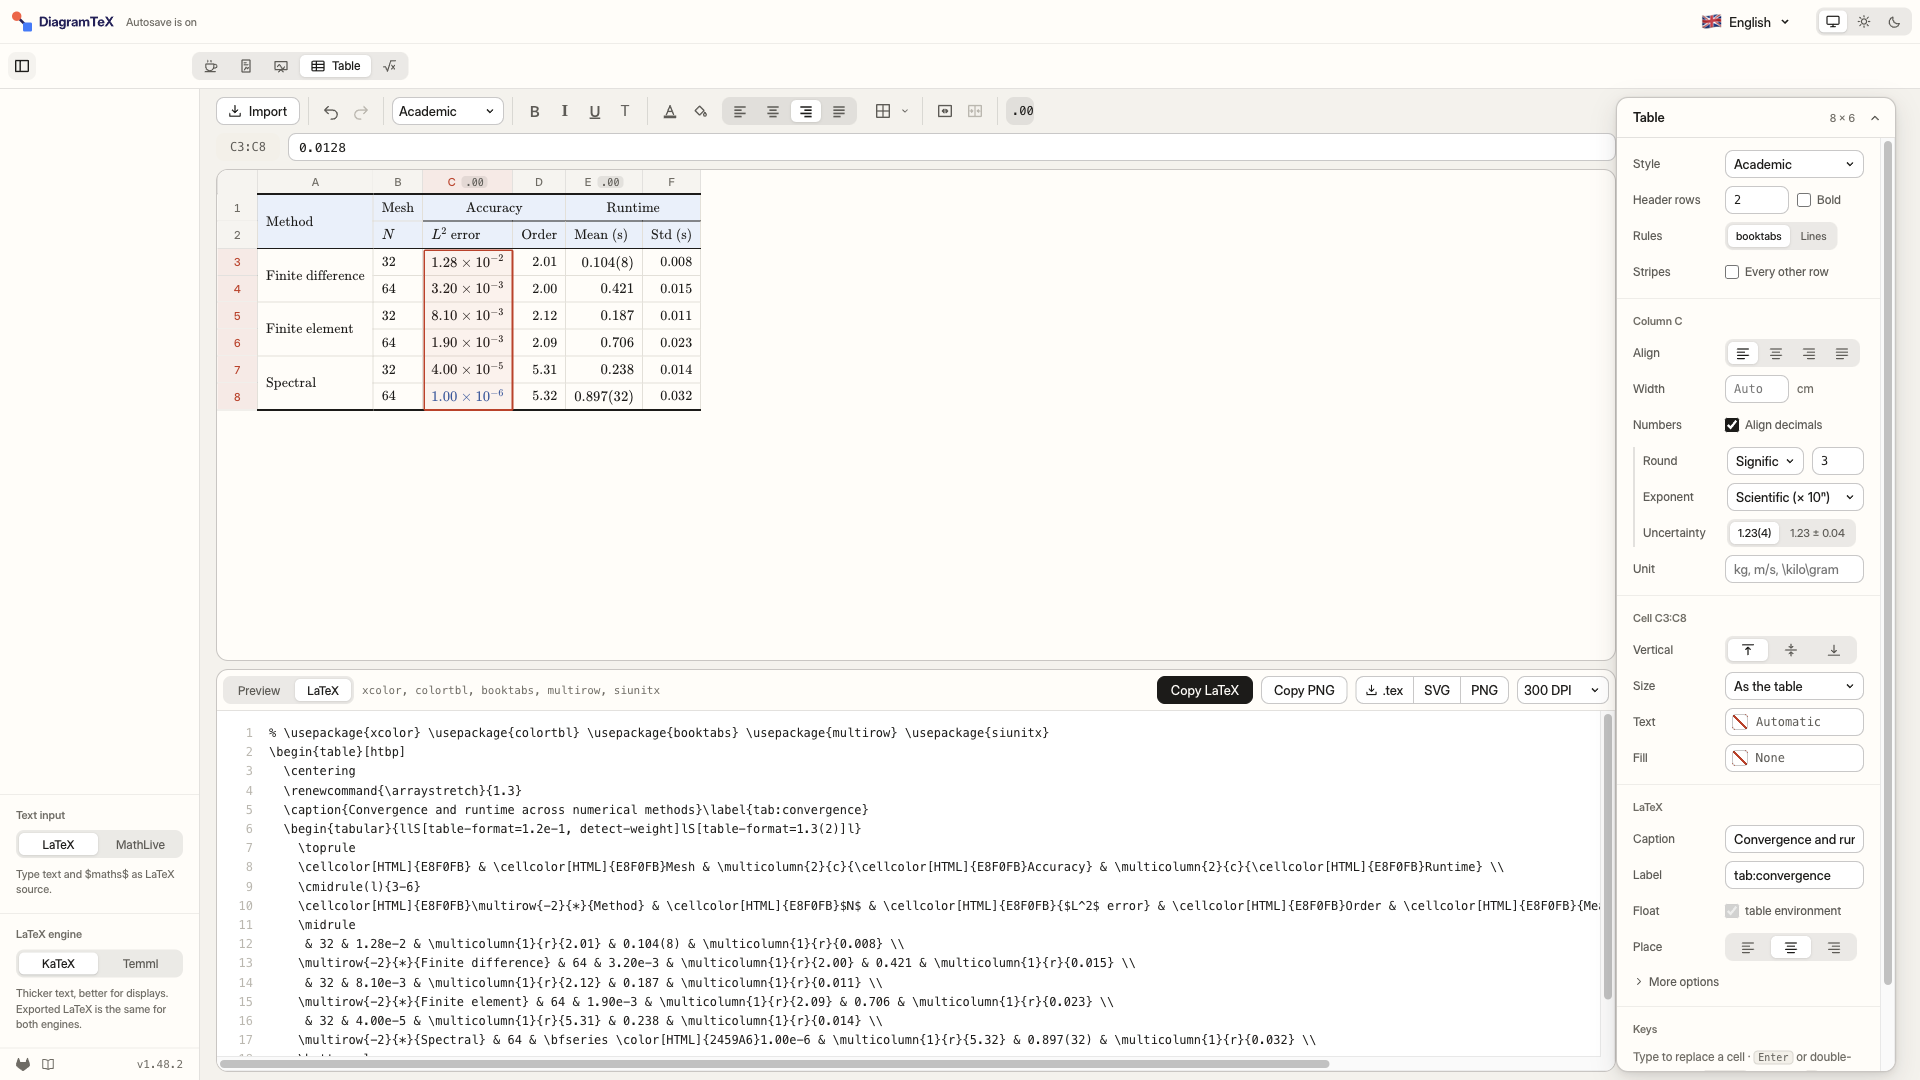 DiagramTeX Autosave is on English
Table
Import Academic B I U T A .00
C3:C8 0.0128
A B C .00 D E .00 F
1 Method Mesh Accuracy Runtime
2 N L² error Order Mean (s) Std (s)
3 Finite difference 32 1.28 × 10⁻² 2.01 0.104(8) 0.008
4 64 3.20 × 10⁻³ 2.00 0.421 0.015
5 Finite element 32 8.10 × 10⁻³ 2.12 0.187 0.011
6 64 1.90 × 10⁻³ 2.09 0.706 0.023
7 Spectral 32 4.00 × 10⁻⁵ 5.31 0.238 0.014
8 64 1.00 × 10⁻⁶ 5.32 0.897(32) 0.032
Preview LaTeX xcolor, colortbl, booktabs, multirow, siunitx Copy LaTeX Copy PNG .tex SVG PNG 300 DPI
1 % \usepackage{xcolor} \usepackage{colortbl} \usepackage{booktabs} \usepackage{multirow} \usepackage{siunitx}
2 \begin{table}[htbp]
3 \centering
4 \renewcommand{\arraystretch}{1.3}
5 \caption{Convergence and runtime across numerical methods}\label{tab:convergence}
6 \begin{tabular}{llS[table-format=1.2e-1, detect-weight]lS[table-format=1.3(2)]l}
7 \toprule
8 \cellcolor[HTML]{E8F0FB} & \cellcolor[HTML]{E8F0FB}Mesh & \multicolumn{2}{c}{\cellcolor[HTML]{E8F0FB}Accuracy} & \multicolumn{2}{c}{\cellcolor[HTML]{E8F0FB}Runtime} \\
9 \cmidrule(l){3-6}
10 \cellcolor[HTML]{E8F0FB}\multirow{-2}{*}{Method} & \cellcolor[HTML]{E8F0FB}$N$ & \cellcolor[HTML]{E8F0FB}{$L^2$ error} & \cellcolor[HTML]{E8F0FB}Order & \cellcolor[HTML]{E8F0FB}{Mea
11 \midrule
12 & 32 & 1.28e-2 & \multicolumn{1}{r}{2.01} & 0.104(8) & \multicolumn{1}{r}{0.008} \\
13 \multirow{-2}{*}{Finite difference} & 64 & 3.20e-3 & \multicolumn{1}{r}{2.00} & 0.421 & \multicolumn{1}{r}{0.015} \\
14 & 32 & 8.10e-3 & \multicolumn{1}{r}{2.12} & 0.187 & \multicolumn{1}{r}{0.011} \\
15 \multirow{-2}{*}{Finite element} & 64 & 1.90e-3 & \multicolumn{1}{r}{2.09} & 0.706 & \multicolumn{1}{r}{0.023} \\
16 & 32 & 4.00e-5 & \multicolumn{1}{r}{5.31} & 0.238 & \multicolumn{1}{r}{0.014} \\
17 \multirow{-2}{*}{Spectral} & 64 & \bfseries \color[HTML]{2459A6}1.00e-6 & \multicolumn{1}{r}{5.32} & 0.897(32) & \multicolumn{1}{r}{0.032} \\
Text input
LaTeX MathLive
Type text and $maths$ as LaTeX
source.
LaTeX engine
KaTeX Temml
Thicker text, better for displays.
Exported LaTeX is the same for
both engines.
v1.48.2
Table 8 × 6
Style Academic
Header rows 2 Bold
Rules booktabs Lines
Stripes Every other row
Column C
Align
Width Auto cm
Numbers Align decimals
Round Signific 3
Exponent Scientific (× 10ⁿ)
Uncertainty 1.23(4) 1.23 ± 0.04
Unit kg, m/s, \kilo\gram
Cell C3:C8
Vertical
Size As the table
Text Automatic
Fill None
LaTeX
Caption Convergence and rur
Label tab:convergence
Float table environment
Place
More options
Keys
Type to replace a cell · Enter or double-